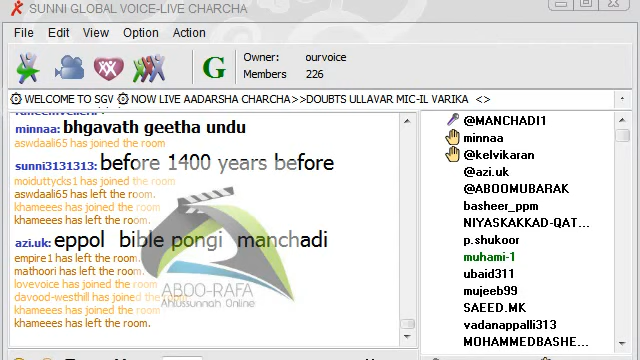 SUNNI GLOBAL VOICE-LIVE CHARCHA
File Edit View Option Action
G
Owner: ourvoice
Members 226
WELCOME TO SGV NOW LIVE AADARSHA CHARCHA>>DOUBTS ULLAVAR MIC-IL VARIKA <>
minnaa: bhgavath geetha undu
aswdaali65 has joined the room
sunni3131313: before 1400 years before
moiduttycks1 has joined the room
aswdaali65 has left the room.
khameees has joined the room
khameees has left the room.
azi.uk: eppol bible pongi manchadi
empire1 has left the room.
mathoori has left the room.
lovevoice has joined the room
davood-westhill has joined the room
khameees has joined the room
khameees has left the room.
ABOO-RAFA
Ahlussunnah Online
@MANCHADI1
minnaa
@kelvikaran
@azi.uk
@ABOOMUBARAK
basheer_ppm
NIYASKAKKAD-QAT...
p.shukoor
muhami-1
ubaid311
mujeeb99
SAEED.MK
vadanappalli313
MOHAMMEDBASHE...